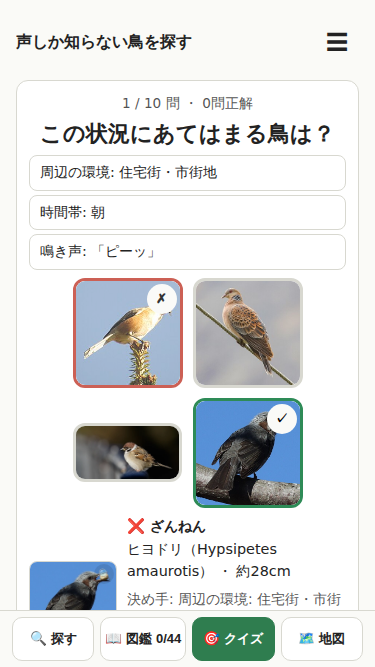 声しか知らない鳥を探す
☰
1 / 10 問 ・ 0問正解
この状況にあてはまる鳥は？
周辺の環境: 住宅街・市街地
時間帯: 朝
鳴き声: 「ピーッ」
✗
✓
❌ ざんねん
ヒヨドリ（Hypsipetes
amaurotis） ・ 約28cm
決め手: 周辺の環境: 住宅街・市街
🔍 探す
📖 図鑑 0/44
🎯 クイズ
🗺️ 地図